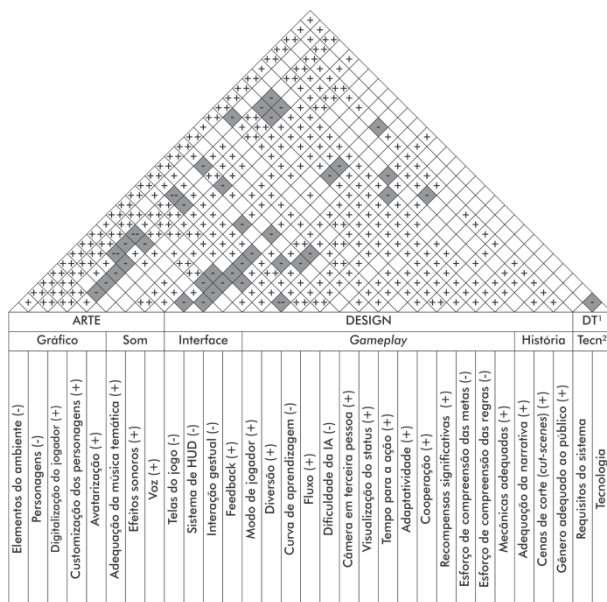 ARTE DESIGN DT¹
Gráfico Som Interface Gameplay História Tecn²
Elementos do ambiente (-)
Personagens (-)
Digitalização do jogador (+)
Customização dos personagens (+)
Avatarização (+)
Adequação da música temática (+)
Efeitos sonoros (+)
Voz (+)
Telas do jogo (-)
Sistema de HUD (-)
Interação gestual (-)
Feedback (+)
Modo de jogador (+)
Diversão (+)
Curva de aprendizagem (-)
Fluxo (+)
Dificuldade da IA (-)
Câmera em terceira pessoa (+)
Visualização do status (+)
Tempo para a ação (+)
Adaptatividade (+)
Cooperação (+)
Recompensas significativas (+)
Esforço de compreensão das metas (-)
Esforço de compreensão das regras (-)
Mecânicas adequadas (+)
Adequação da narrativa (+)
Cenas de corte (cut-scenes) (+)
Gênero adequado ao público (+)
Requisitos do sistema
Tecnologia